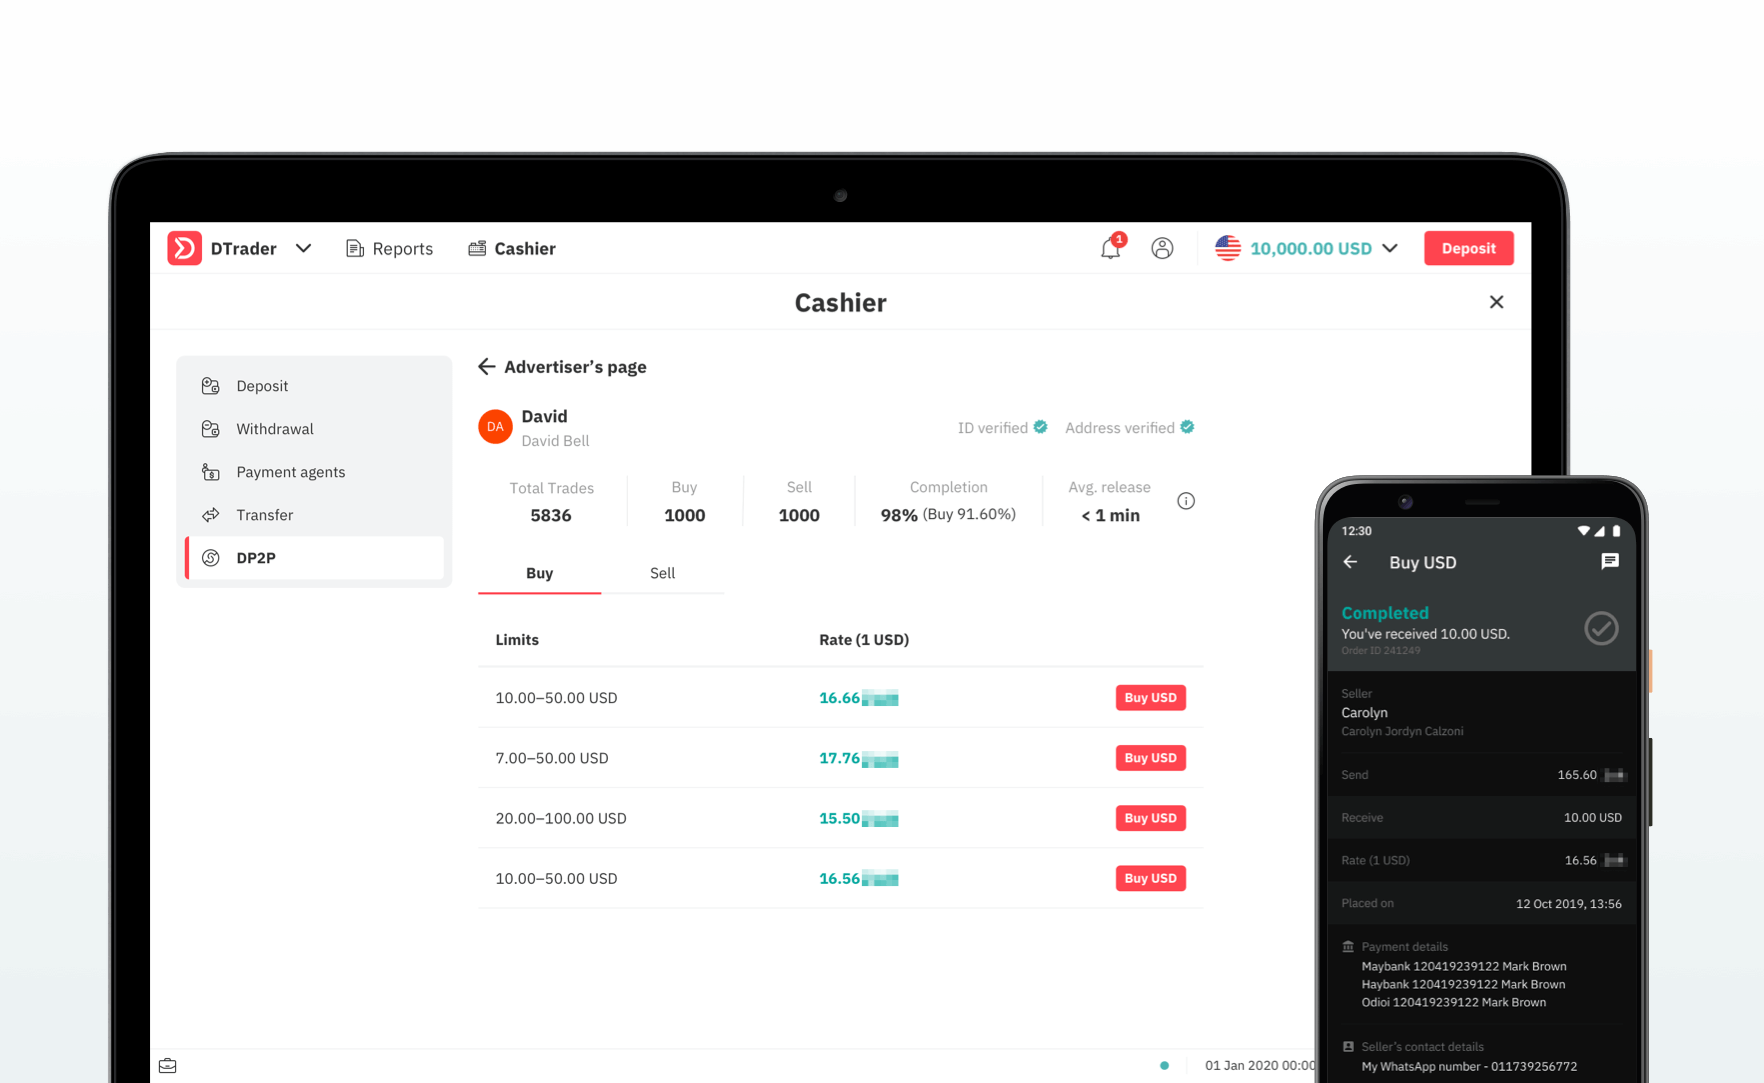 DTrader
Reports
Cashier
1
10,000.00 USD
Deposit
Cashier
Deposit
Withdrawal
Payment agents
Transfer
DP2P
Advertiser’s page
DA
David
David Bell
ID verified
Address verified
Total Trades
5836
Buy
1000
Sell
1000
Completion
98% (Buy 91.60%)
Avg. release
< 1 min
Buy
Sell
Limits
Rate (1 USD)
10.00–50.00 USD
16.66
Buy USD
7.00–50.00 USD
17.76
Buy USD
20.00–100.00 USD
15.50
Buy USD
10.00–50.00 USD
16.56
Buy USD
01 Jan 2020 00:00
12:30
Buy USD
Completed
You've received 10.00 USD.
Order ID 241249
Seller
Carolyn
Carolyn Jordyn Calzoni
Send
165.60
Receive
10.00 USD
Rate (1 USD)
16.56
Placed on
12 Oct 2019, 13:56
Payment details
Maybank 120419239122 Mark Brown
Haybank 120419239122 Mark Brown
Odioi 120419239122 Mark Brown
Seller’s contact details
My WhatsApp number - 011739256772